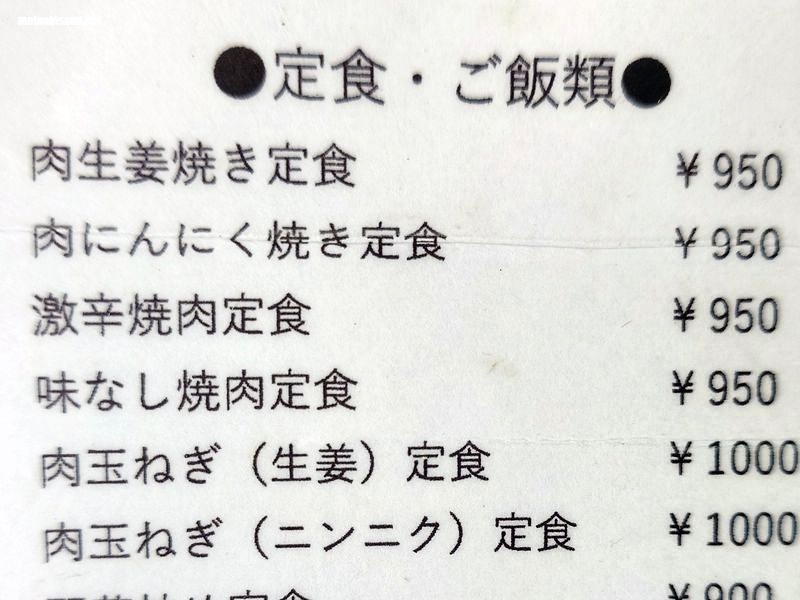 ●定食・ご飯類●
肉生姜焼き定食 ¥950
肉にんにく焼き定食 ¥950
激辛焼肉定食 ¥950
味なし焼肉定食 ¥950
肉玉ねぎ（生姜）定食 ¥1000
肉玉ねぎ（ニンニク）定食 ¥1000